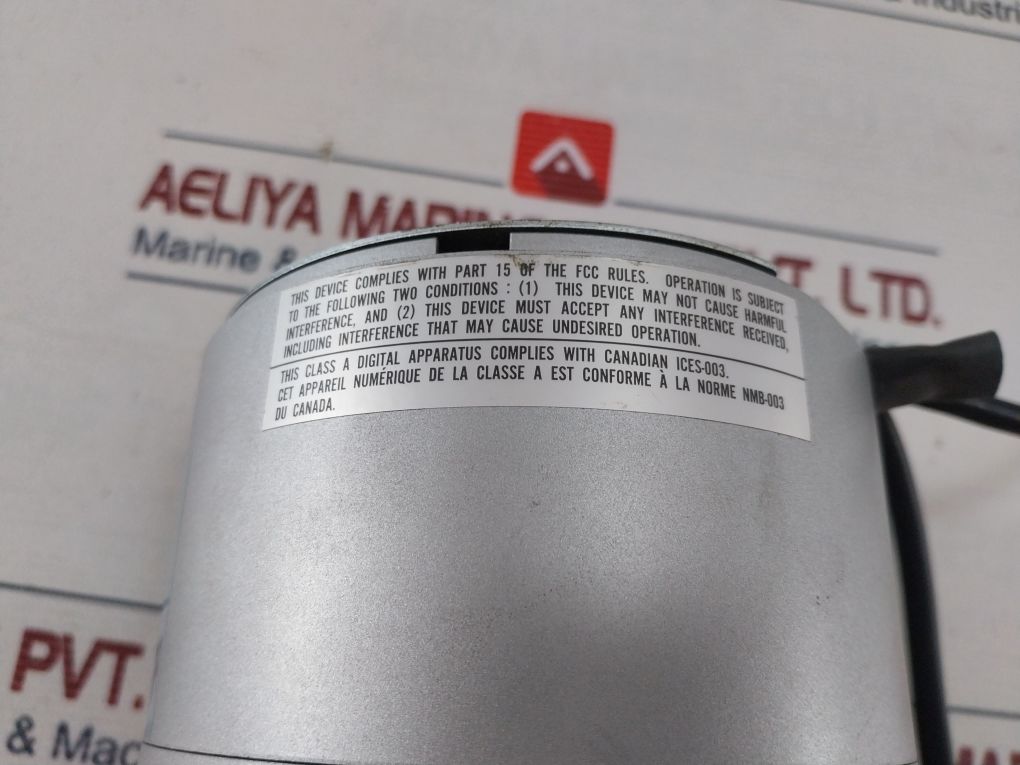 Industri
AELIYA MARIN T. LTD.
Marine &
THIS DEVICE COMPLIES WITH PART 15 OF THE FCC RULES. OPERATION IS SUBJECT
TO THE FOLLOWING TWO CONDITIONS : (1) THIS DEVICE MAY NOT CAUSE HARMFUL
INTERFERENCE, AND (2) THIS DEVICE MUST ACCEPT ANY INTERFERENCE RECEIVED,
INCLUDING INTERFERENCE THAT MAY CAUSE UNDESIRED OPERATION.
THIS CLASS A DIGITAL APPARATUS COMPLIES WITH CANADIAN ICES-003.
CET APPAREIL NUMÉRIQUE DE LA CLASSE A EST CONFORME À LA NORME NMB-003
DU CANADA.
PVT.
& Mac